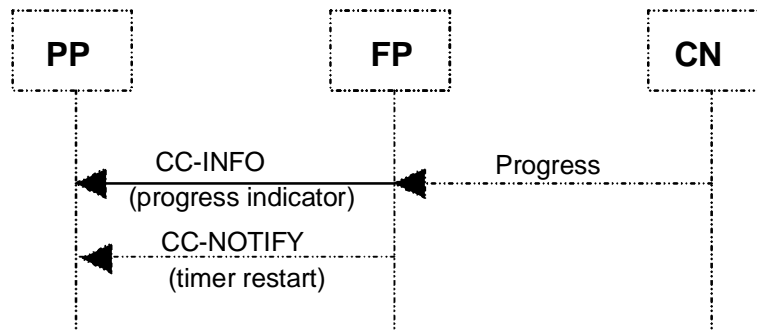 PP FP CN
CC-INFO Progress
(progress indicator)
CC-NOTIFY
(timer restart)